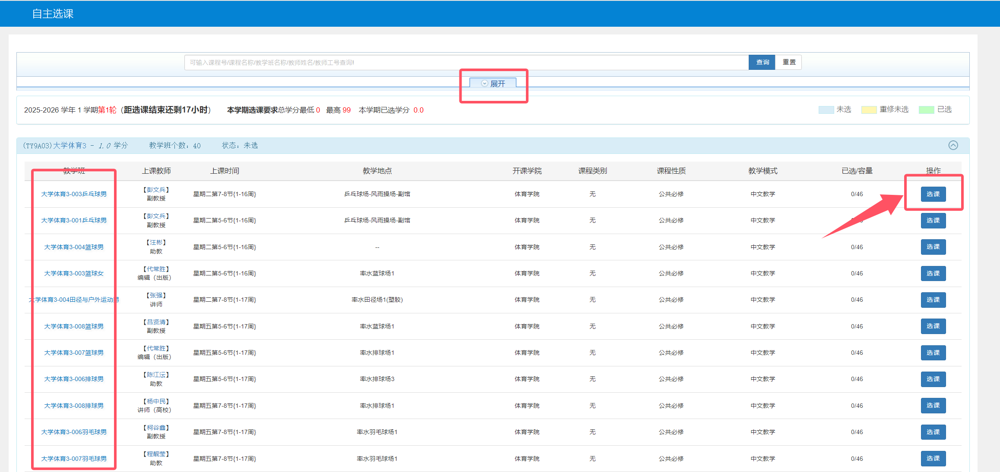 自主选课
可输入课程号/课程名称/教学班名称/教师姓名/教师工号查询! 查询 重置
展开
2025-2026 学年 1 学期第1轮（距选课结束还剩17小时） 本学期选课要求总学分最低 0 最高 99 本学期已选学分 0.0 未选 重修未选 已选
(TY9A03)大学体育3 - 1.0 学分 教学班个数：40 状态：未选
教学班 上课教师 上课时间 教学地点 开课学院 课程类别 课程性质 教学模式 已选/容量 操作
大学体育3-003乒乓球男 【彭文兵】副教授 星期二第7-8节{1-16周} 乒乓球场-风雨操场-副馆 体育学院 无 公共必修 中文教学 0/46 选课
大学体育3-001乒乓球男 【彭文兵】副教授 星期二第5-6节{1-16周} 乒乓球场-风雨操场-副馆 体育学院 无 公共必修 中文教学 选课
大学体育3-004篮球男 【汪彬】助教 星期二第5-6节{1-16周} -- 体育学院 无 公共必修 中文教学 0/46 选课
大学体育3-003篮球女 【代常胜】编辑（出版） 星期二第5-6节{1-16周} 率水蓝球场1 体育学院 无 公共必修 中文教学 0/46 选课
大学体育3-004田径与户外运动男 【张强】讲师 星期二第7-8节{1-17周} 率水田径场1(塑胶) 体育学院 无 公共必修 中文教学 0/46 选课
大学体育3-008篮球男 【吕贤清】副教授 星期五第5-6节{1-17周} 率水蓝球场1 体育学院 无 公共必修 中文教学 0/46 选课
大学体育3-007篮球男 【代常胜】编辑（出版） 星期五第5-6节{1-17周} 率水排球场1 体育学院 无 公共必修 中文教学 0/46 选课
大学体育3-006排球男 【陈江沄】助教 星期五第5-6节{1-17周} 率水排球场3 体育学院 无 公共必修 中文教学 0/46 选课
大学体育3-008排球男 【杨中民】讲师（高校） 星期五第7-8节{1-17周} 率水排球场1 体育学院 无 公共必修 中文教学 0/46 选课
大学体育3-006羽毛球男 【柯谷鑫】副教授 星期五第7-8节{1-17周} 率水羽毛球场1 体育学院 无 公共必修 中文教学 0/46 选课
大学体育3-007羽毛球男 【程靓莹】助教 星期五第7-8节{1-17周} 率水羽毛球场1 体育学院 无 公共必修 中文教学 0/46 选课